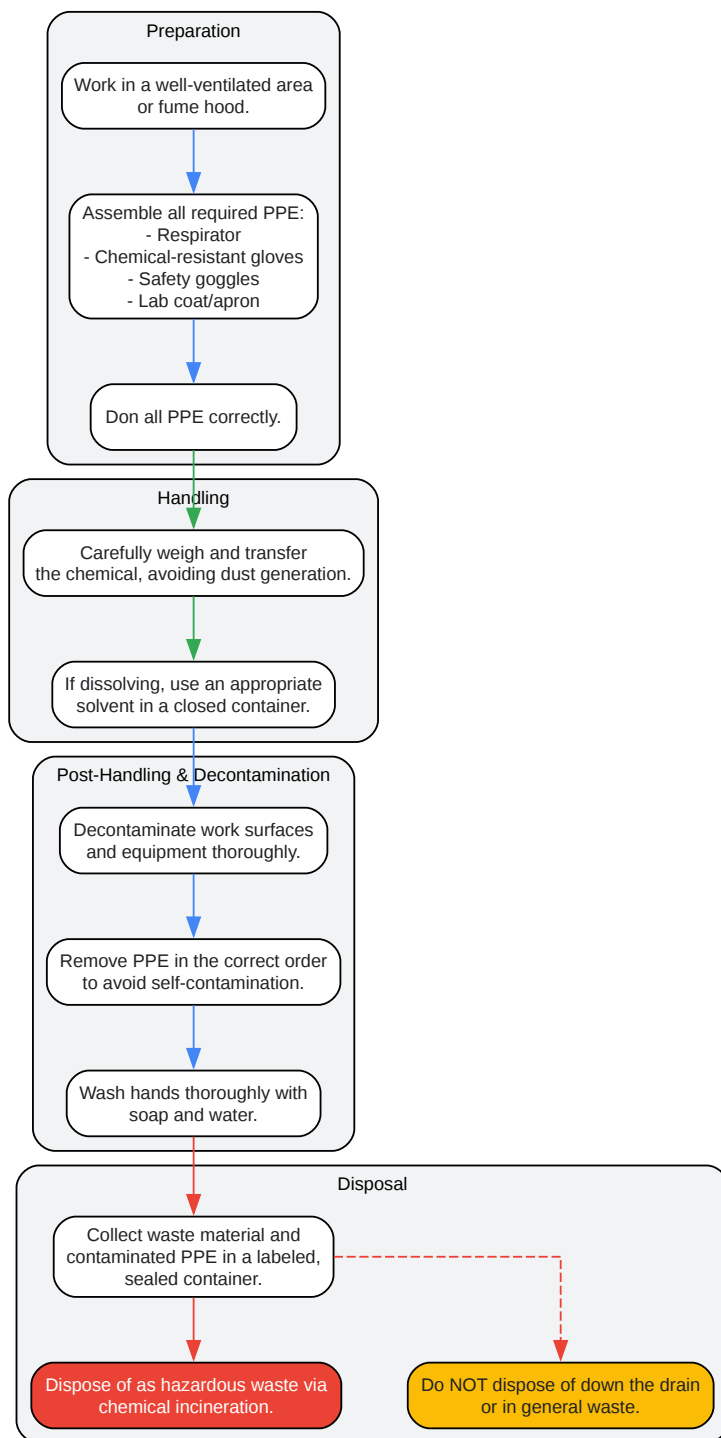 Preparation
Work in a well-ventilated area
or fume hood.
Assemble all required PPE:
- Respirator
- Chemical-resistant gloves
- Safety goggles
- Lab coat/apron
Don all PPE correctly.
Handling
Carefully weigh and transfer
the chemical, avoiding dust generation.
If dissolving, use an appropriate
solvent in a closed container.
Post-Handling & Decontamination
Decontaminate work surfaces
and equipment thoroughly.
Remove PPE in the correct order
to avoid self-contamination.
Wash hands thoroughly with
soap and water.
Disposal
Collect waste material and
contaminated PPE in a labeled,
sealed container.
Dispose of as hazardous waste via
chemical incineration.
Do NOT dispose of down the drain
or in general waste.